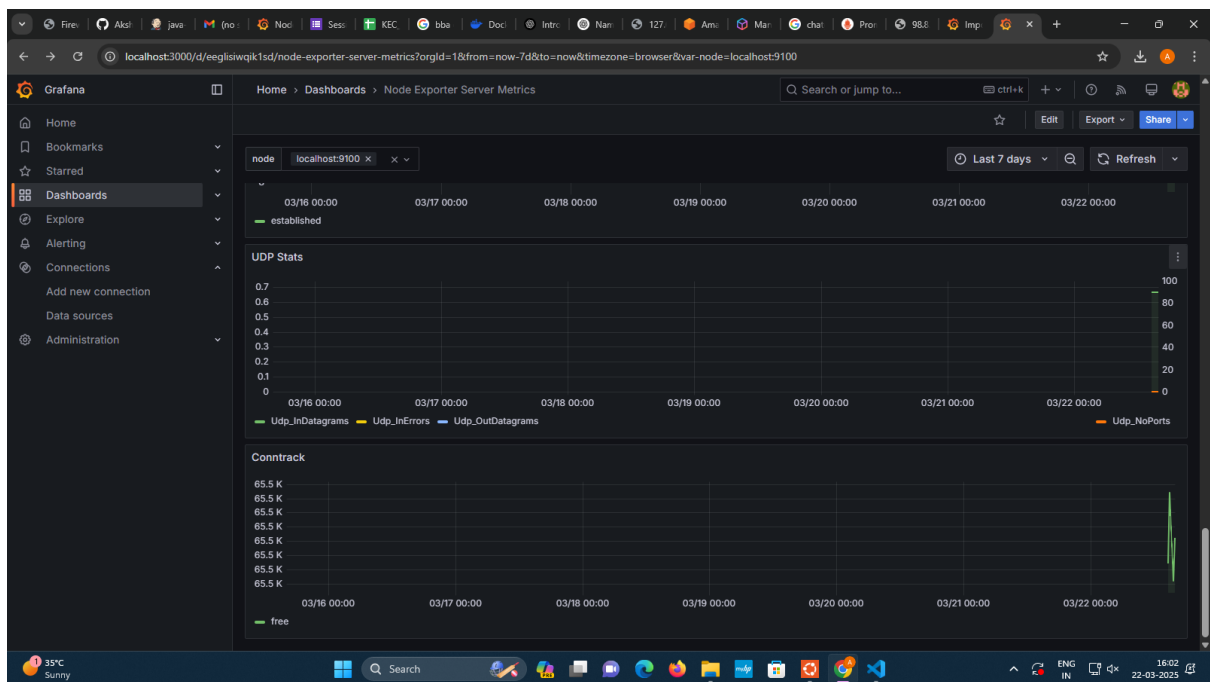 Firev
Aksh
java-
M (no s
Nod
Sess
KEC_
bba
Docl
Intro
Nam
127.
Ama
Man
chat
Pror
98.8
Imp
localhost:3000/d/eeglisiwqik1sd/node-exporter-server-metrics?orgId=1&from=now-7d&to=now&timezone=browser&var-node=localhost:9100
A
Grafana
Home › Dashboards › Node Exporter Server Metrics
Search or jump to...
ctrl+k
Home
Bookmarks
Starred
Dashboards
Explore
Alerting
Connections
Add new connection
Data sources
Administration
Edit
Export
Share
node
localhost:9100
Last 7 days
Refresh
03/16 00:00 03/17 00:00 03/18 00:00 03/19 00:00 03/20 00:00 03/21 00:00 03/22 00:00
established
UDP Stats
0.7
0.6
0.5
0.4
0.3
0.2
0.1
0
100
80
60
40
20
0
03/16 00:00 03/17 00:00 03/18 00:00 03/19 00:00 03/20 00:00 03/21 00:00 03/22 00:00
Udp_InDatagrams Udp_InErrors Udp_OutDatagrams Udp_NoPorts
Conntrack
65.5 K
65.5 K
65.5 K
65.5 K
65.5 K
65.5 K
65.5 K
65.5 K
03/16 00:00 03/17 00:00 03/18 00:00 03/19 00:00 03/20 00:00 03/21 00:00 03/22 00:00
free
1
35°C
Sunny
Search
ENG
IN
16:02
22-03-2025